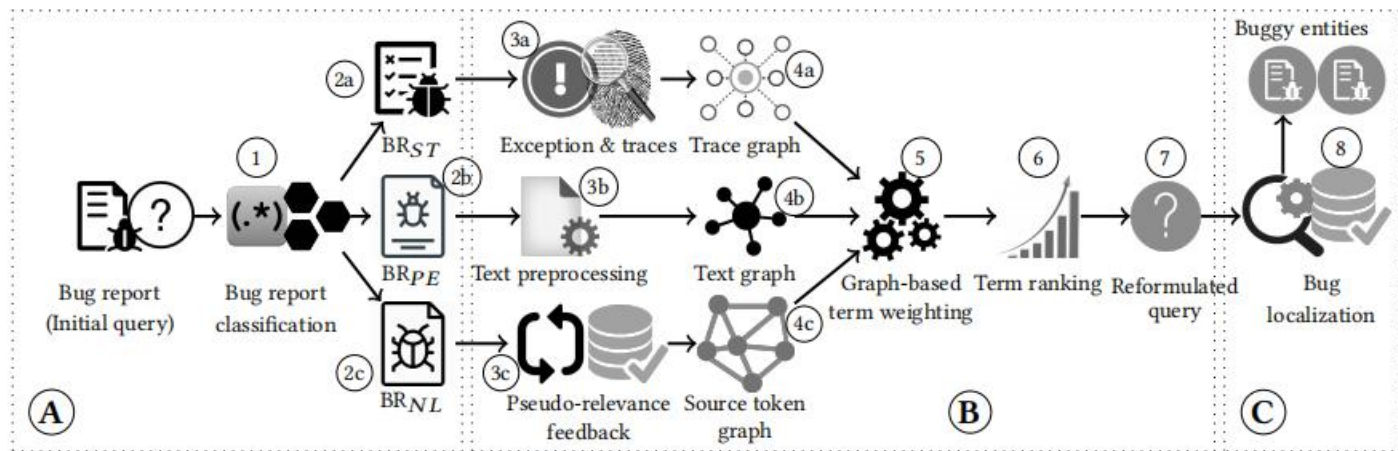 1
Bug report
(Initial query)
(.*)
?
Bug report
classification
2a
BR_ST
2b
BR_PE
2c
BR_NL
A
3a
!
Exception & traces
4a
Trace graph
3b
Text preprocessing
4b
Text graph
3c
Pseudo-relevance
feedback
4c
Source token
graph
5
Graph-based
term weighting
6
Term ranking
7
?
Reformulated
query
B
Buggy entities
8
Bug
localization
C